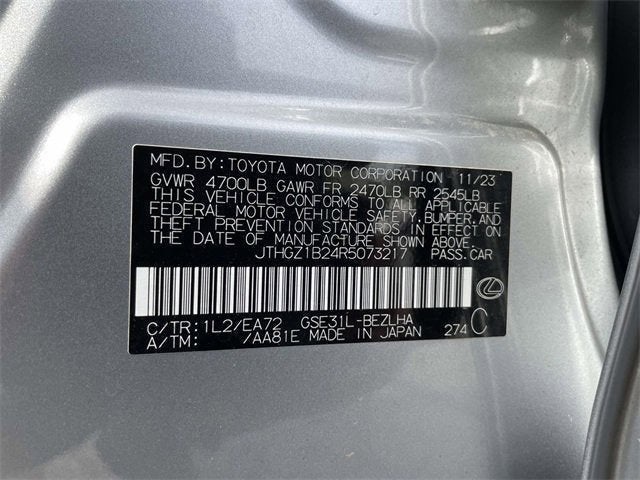 MFD.BY:TOYOTA MOTOR CORPORATION 11/23
GVWR 4700LB GAWR FR 2470LB RR 2545LB
THIS VEHICLE CONFORMS TO ALL APPLICABLE
FEDERAL MOTOR VEHICLE SAFETY,BUMPER,AND
THEFT PREVENTION STANDARDS IN EFFECT ON
THE DATE OF MANUFACTURE SHOWN ABOVE.
JTHGZ1B24R5073217 PASS.CAR
C/TR:1L2/EA72 GSE31L-BEZLHA C
A/TM: /AA81E MADE IN JAPAN 274